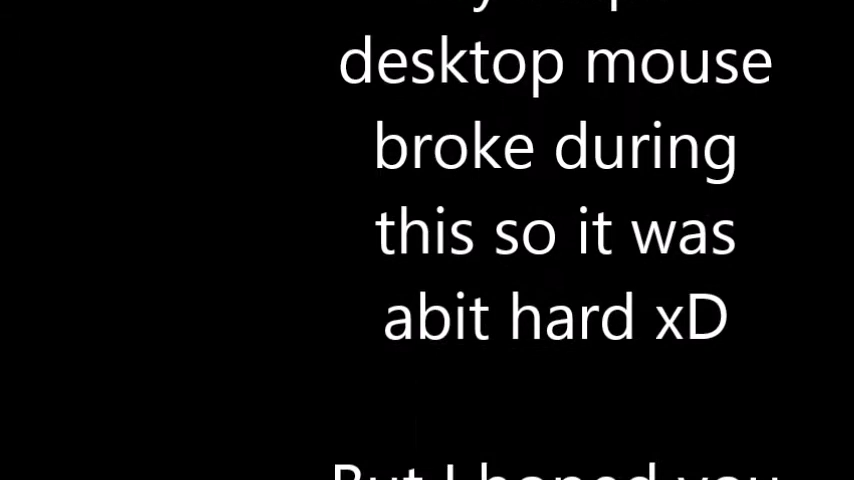 desktop mouse
broke during
this so it was
abit hard xD
But I hoped you